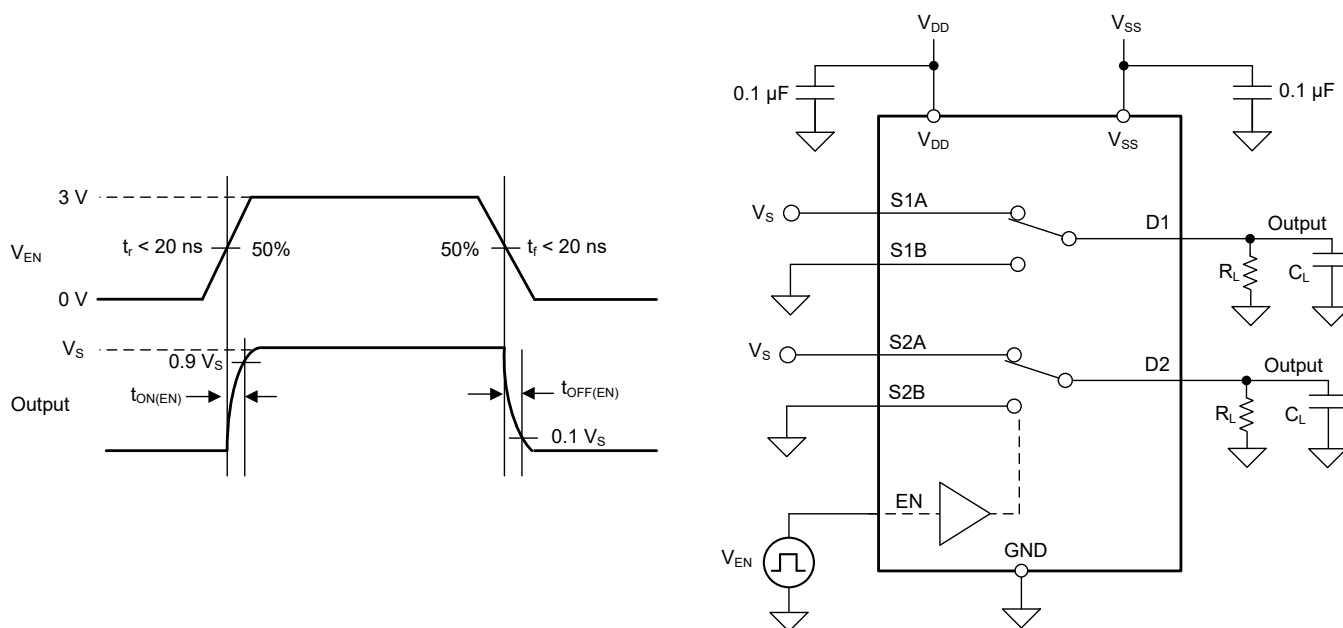 3 V
V_EN
t_r < 20 ns
50%
50%
t_f < 20 ns
0 V
V_S
0.9 V_S
Output
t_ON(EN)
t_OFF(EN)
0.1 V_S
V_DD
V_SS
0.1 µF
0.1 µF
V_DD
V_SS
V_S
S1A
D1
Output
S1B
R_L
C_L
V_S
S2A
D2
Output
S2B
R_L
C_L
EN
V_EN
GND